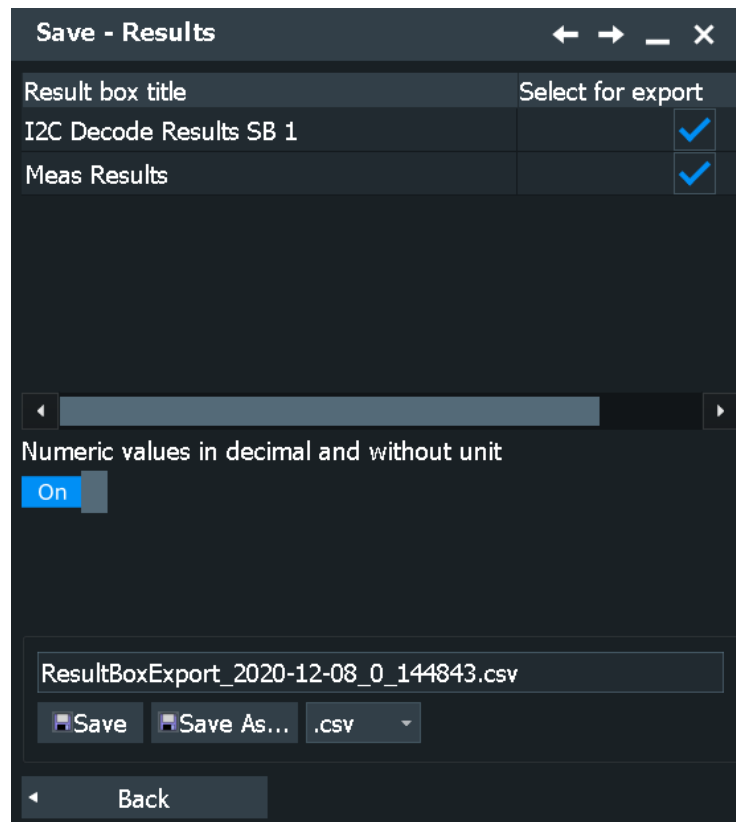 Save - Results
Result box title Select for export
I2C Decode Results SB 1
Meas Results
Numeric values in decimal and without unit
On
ResultBoxExport_2020-12-08_0_144843.csv
Save Save As... .csv
Back